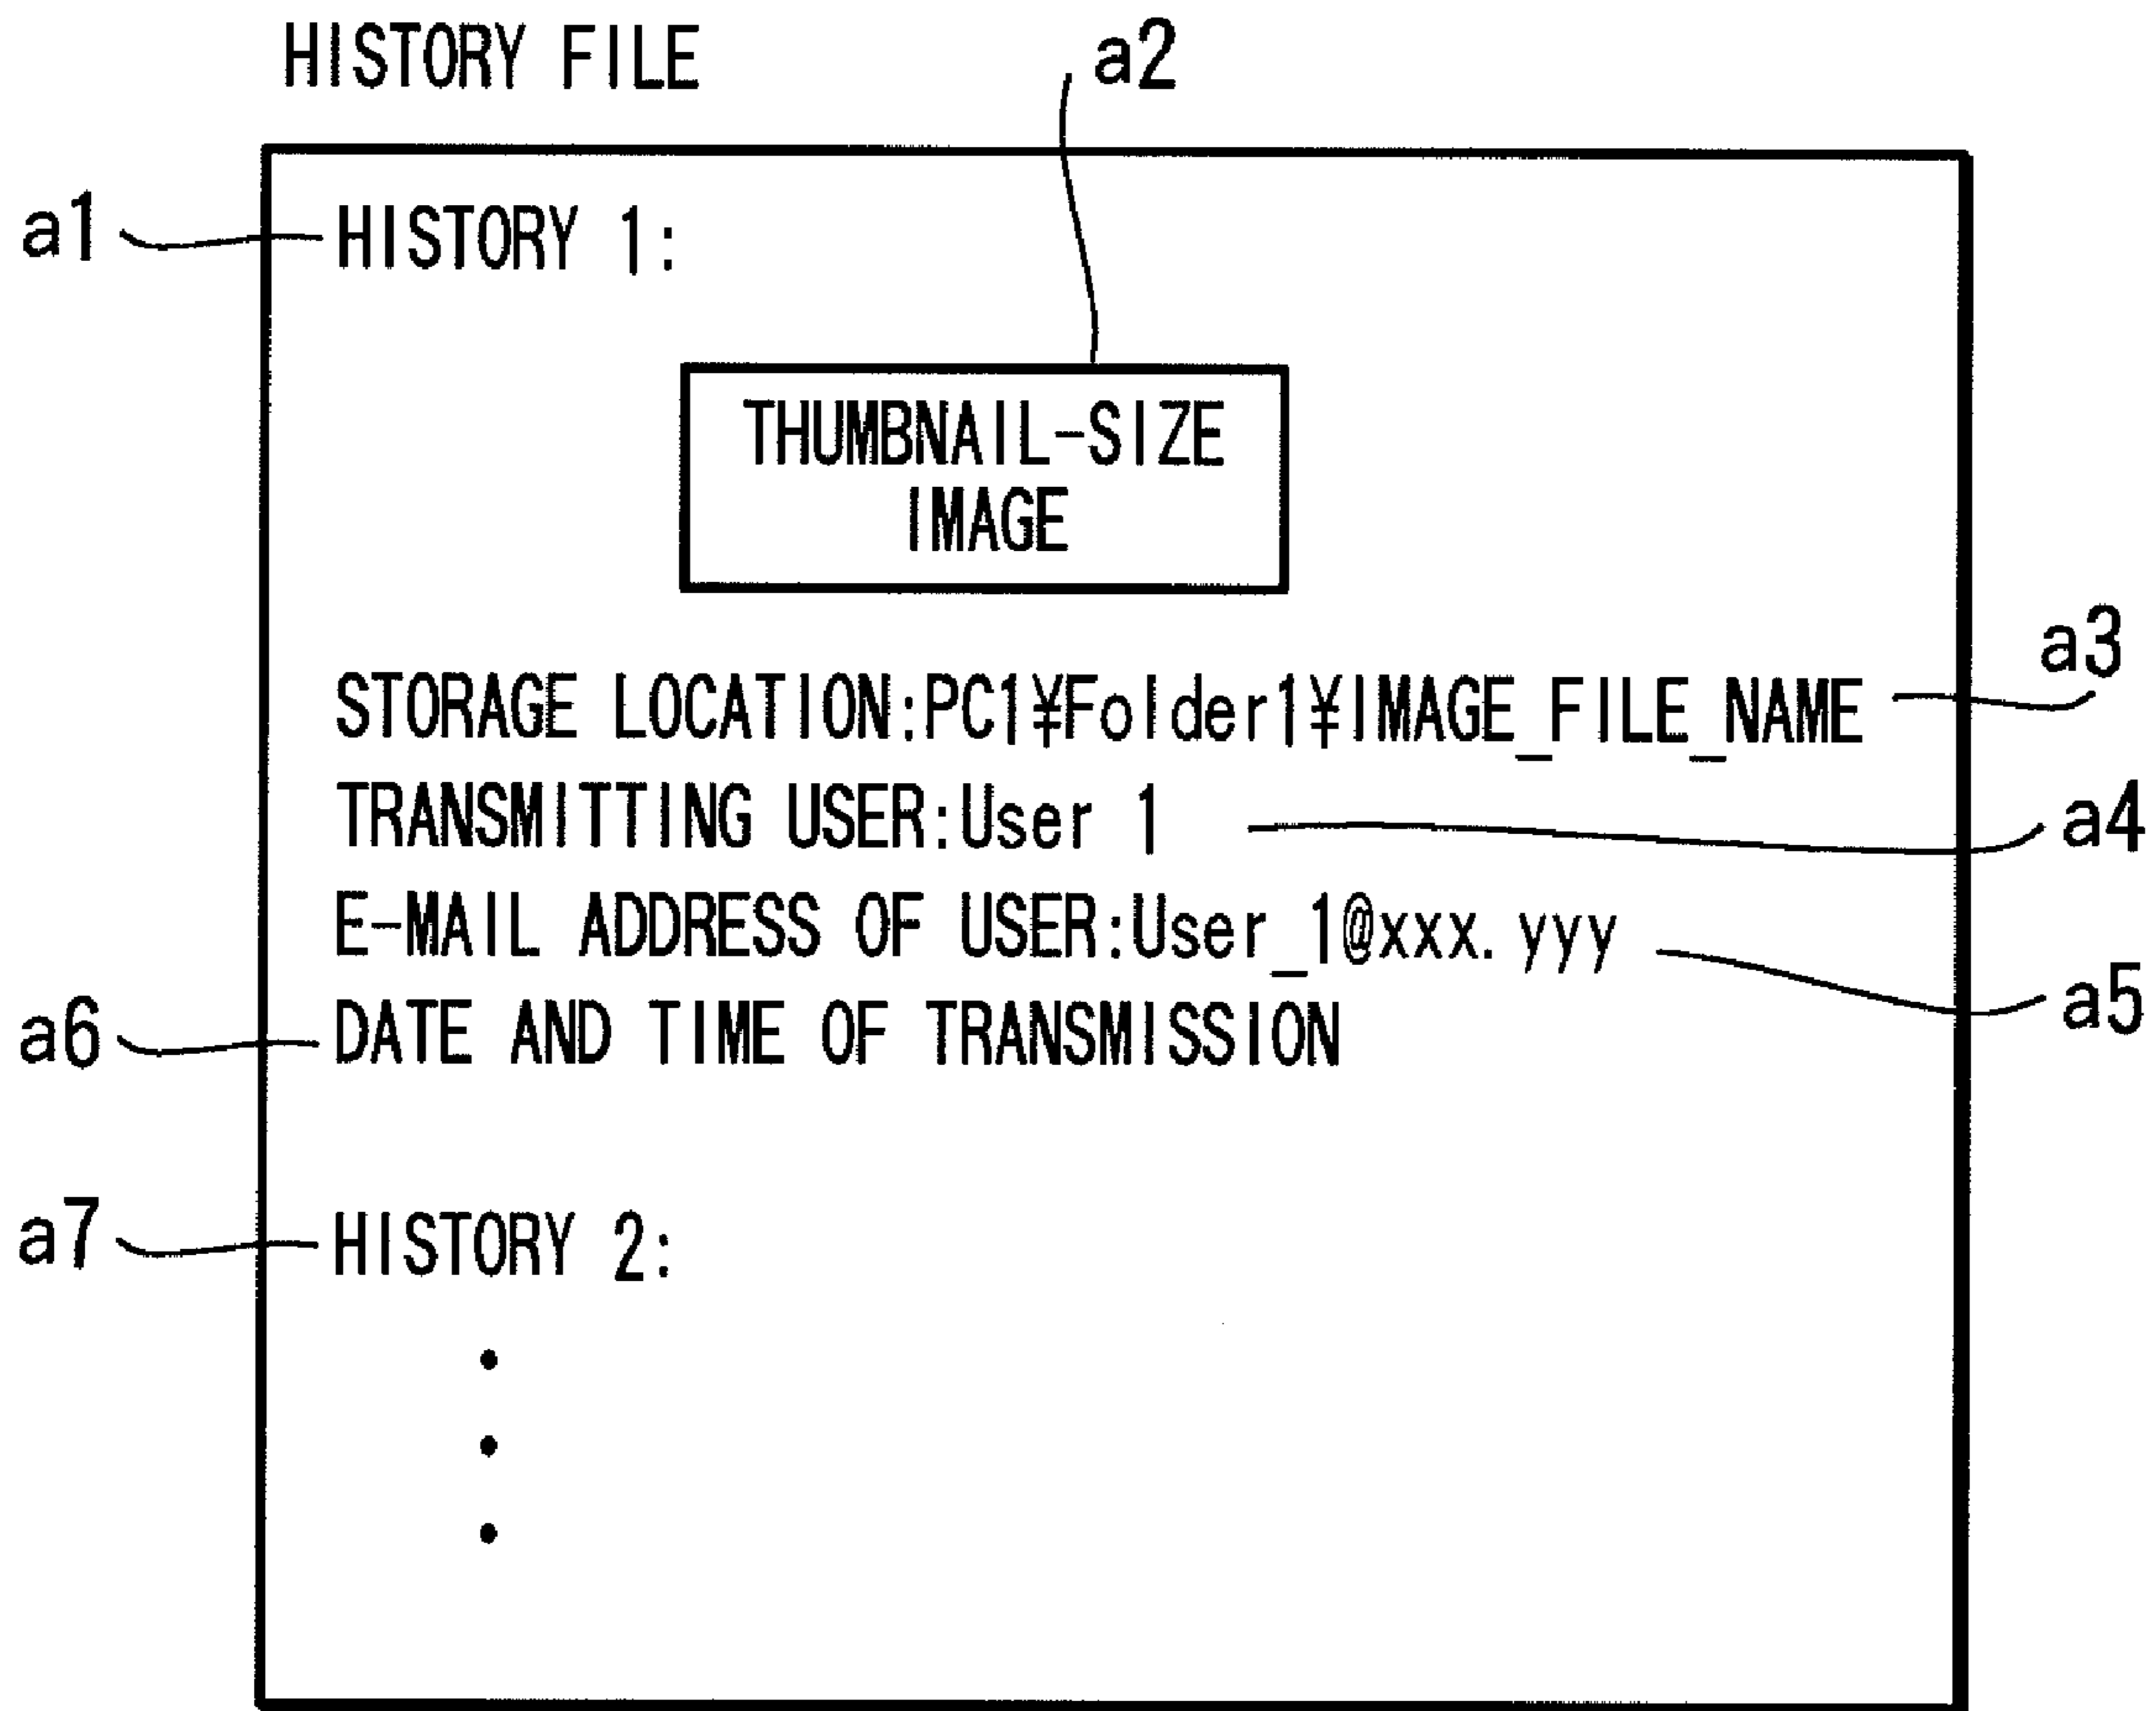 HISTORY FILE
a2
a1
HISTORY 1:
THUMBNAIL-SIZE
IMAGE
a3
STORAGE LOCATION:PC1¥Folder1¥IMAGE_FILE_NAME
TRANSMITTING USER:User 1
a4
E-MAIL ADDRESS OF USER:User_1@xxx.yyy
a5
a6
DATE AND TIME OF TRANSMISSION
a7
HISTORY 2: